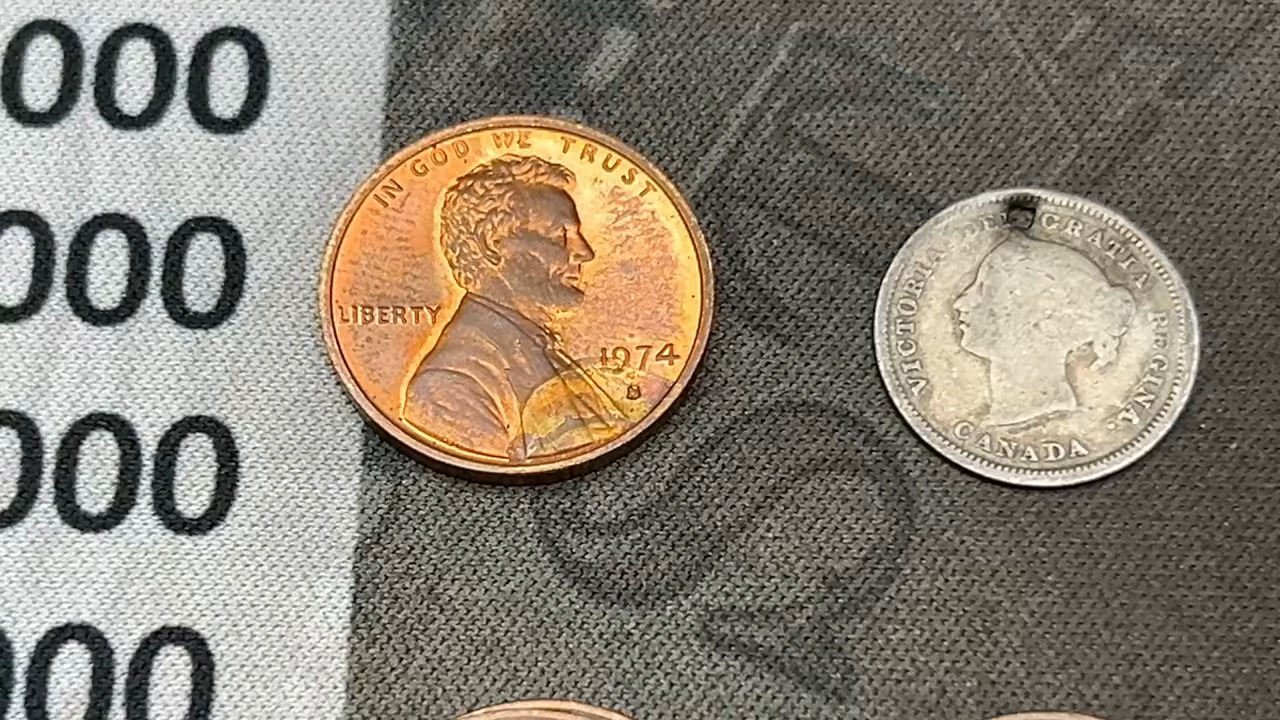 000
IN GOD WE TRUST
LIBERTY
1974
VICTORIA DEI GRATIA REGINA.
CANADA
000
000
000